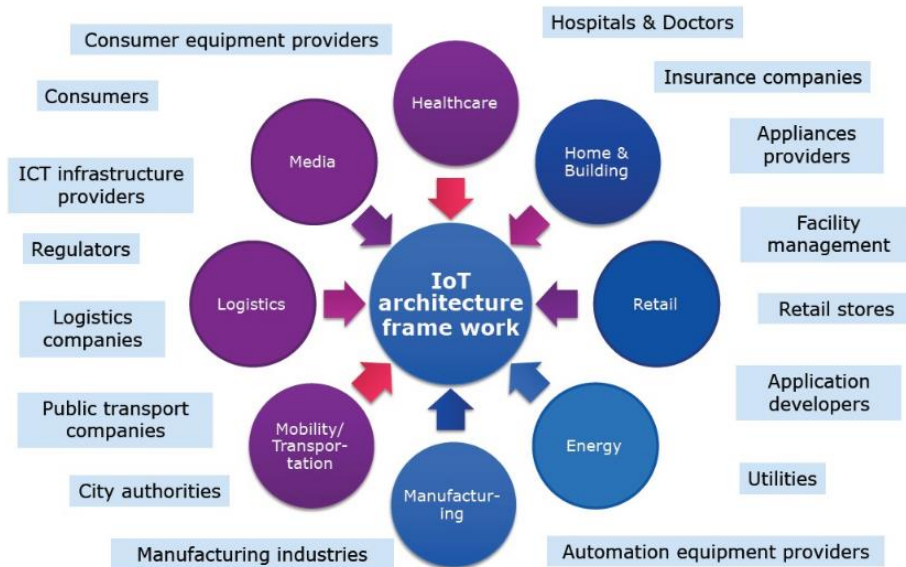 Hospitals & Doctors
Consumer equipment providers
Insurance companies
Consumers
Healthcare
Appliances
providers
Media
Home &
Building
ICT infrastructure
providers
Facility
management
Regulators
IoT
architecture
frame work
Logistics
Retail
Retail stores
Logistics
companies
Application
developers
Public transport
companies
Mobility/
Transpor-
tation
Energy
Utilities
City authorities
Manufactur-
ing
Manufacturing industries
Automation equipment providers